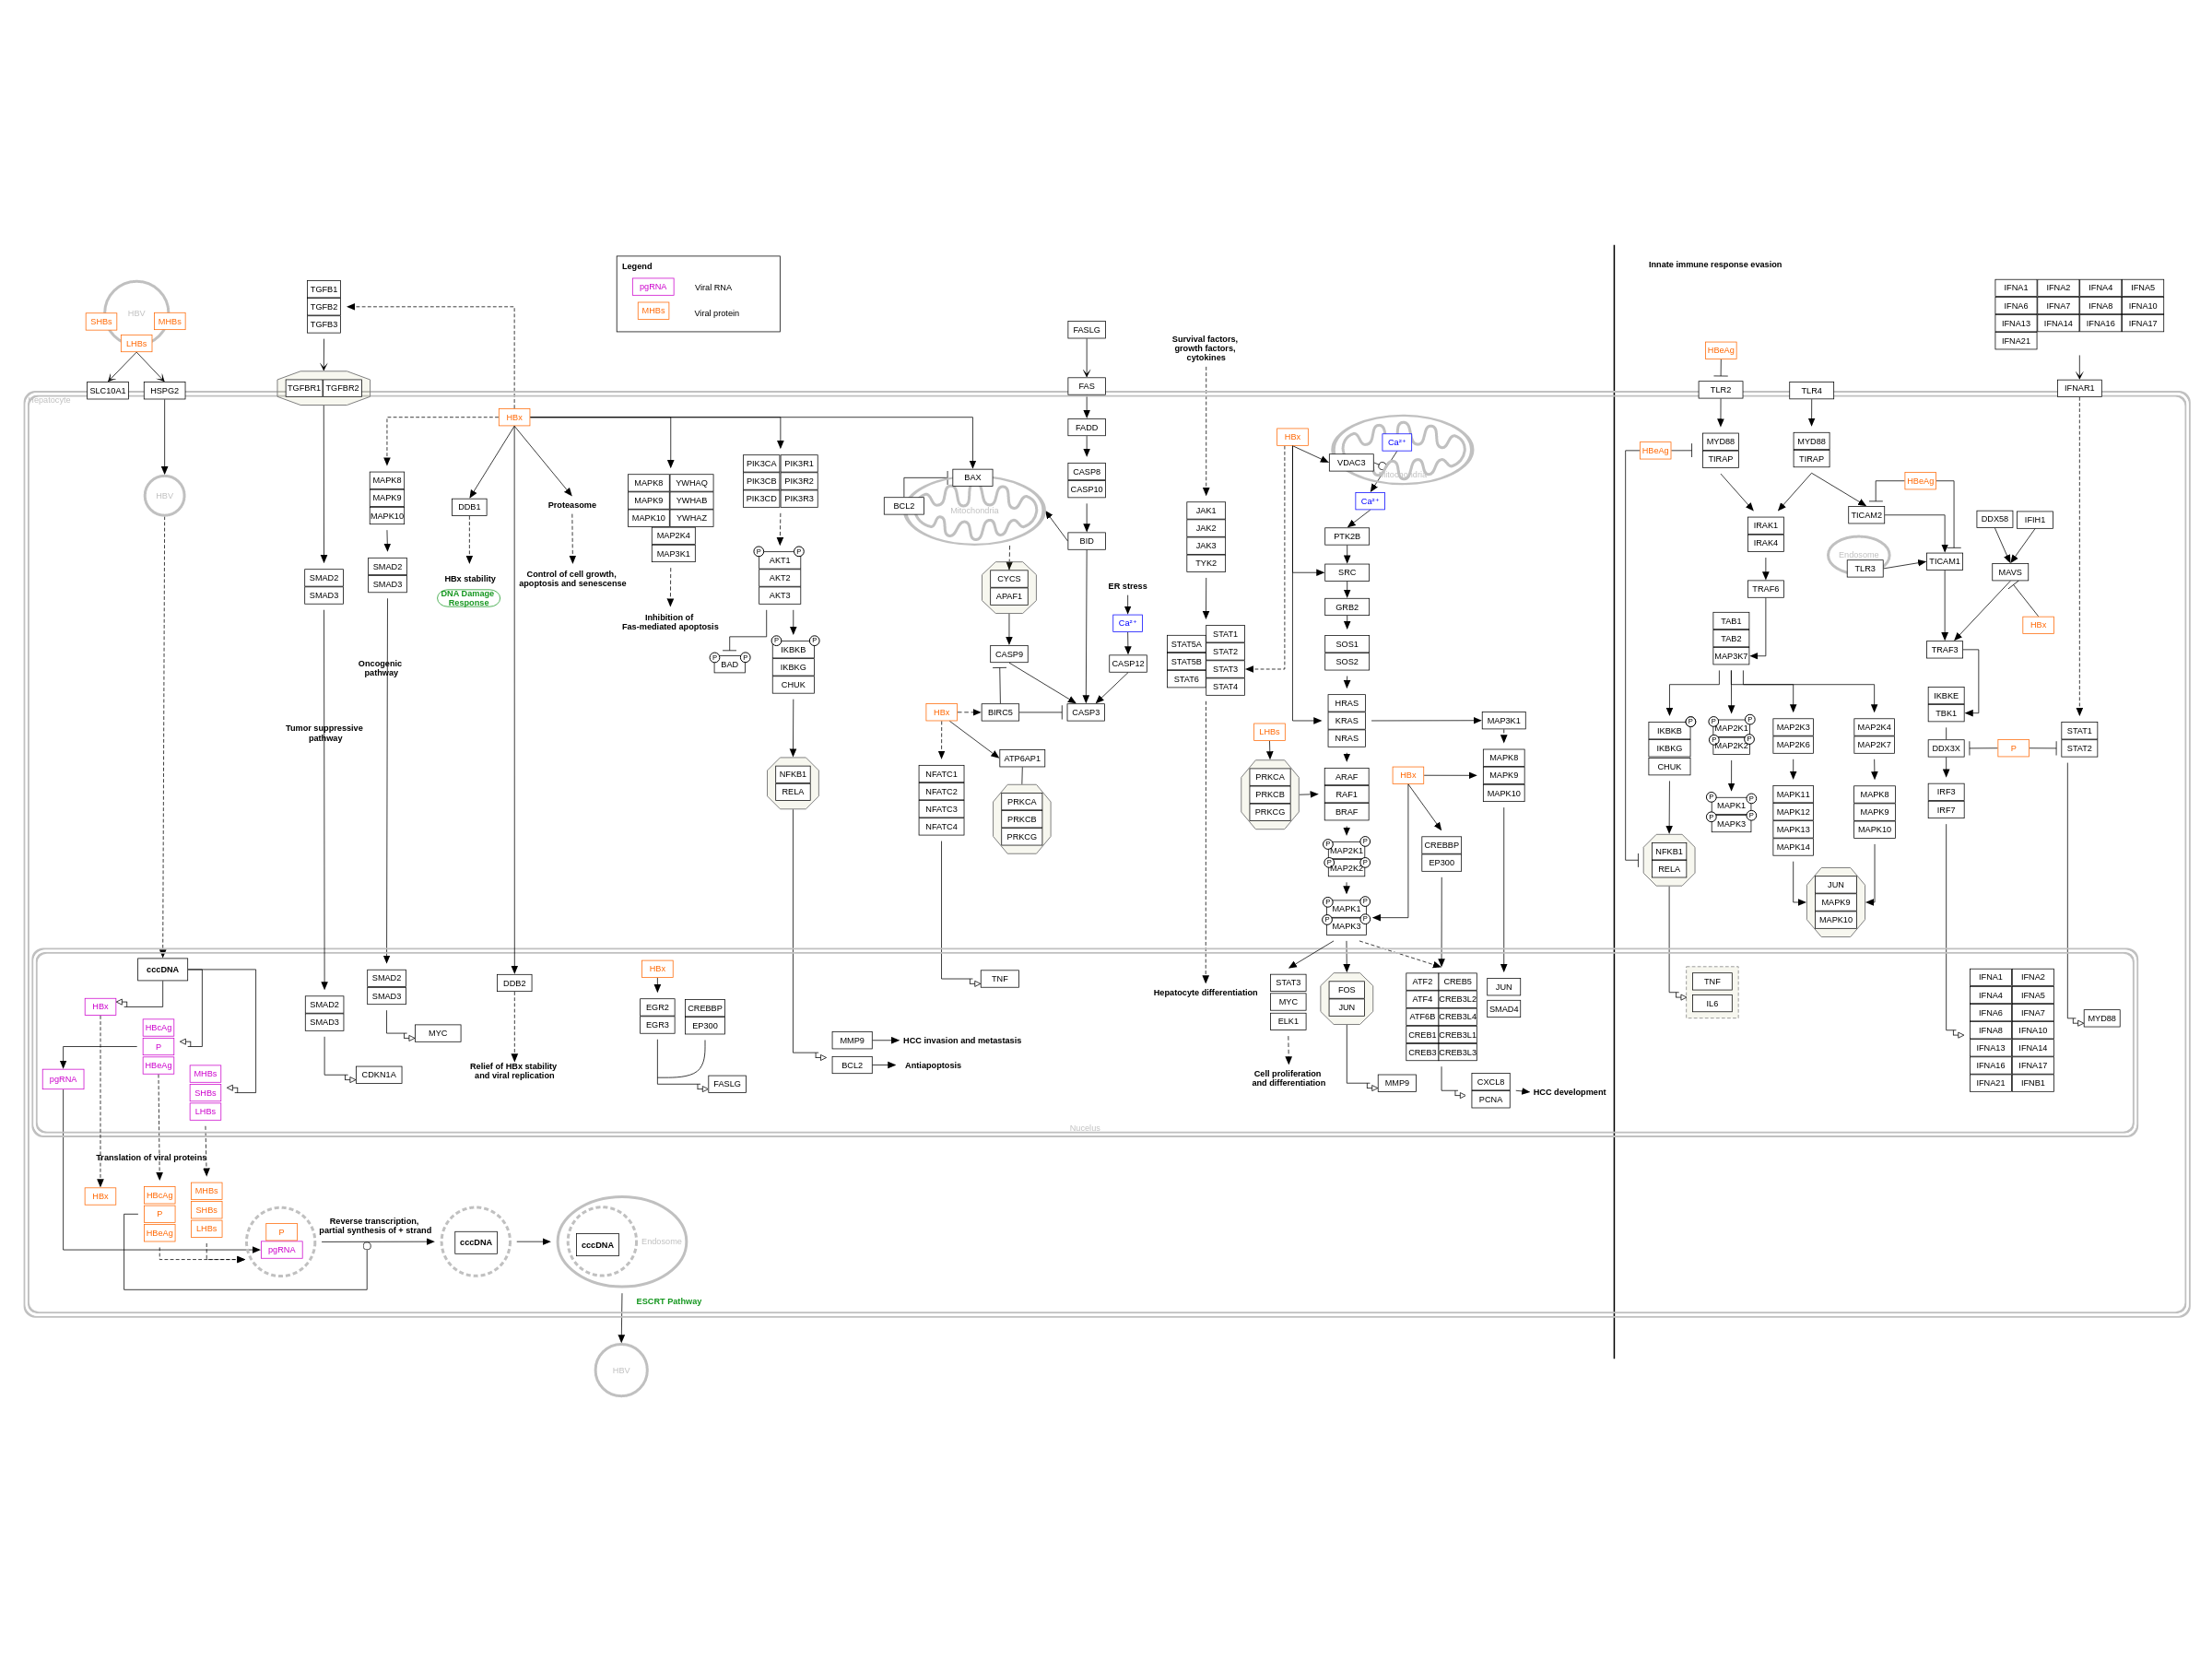 Legend
pgRNA
Viral RNA
MHBs
Viral protein
HBV
SHBs
MHBs
LHBs
SLC10A1
HSPG2
Hepatocyte
HBV
TGFB1
TGFB2
TGFB3
TGFBR1
TGFBR2
SMAD2
SMAD3
Tumor suppressive
pathway
SMAD2
SMAD3
CDKN1A
HBx
MAPK8
MAPK9
MAPK10
SMAD2
SMAD3
Oncogenic
pathway
SMAD2
SMAD3
MYC
DDB1
HBx stability
DNA Damage
Response
DDB2
Relief of HBx stability
and viral replication
Proteasome
Control of cell growth,
apoptosis and senescence
MAPK8
YWHAQ
MAPK9
YWHAB
MAPK10
YWHAZ
MAP2K4
MAP3K1
Inhibition of
Fas-mediated apoptosis
PIK3CA
PIK3R1
PIK3CB
PIK3R2
PIK3CD
PIK3R3
P
P
AKT1
AKT2
AKT3
P
P
BAD
P
P
IKBKB
IKBKG
CHUK
NFKB1
RELA
HBx
EGR2
EGR3
CREBBP
EP300
FASLG
MMP9
HCC invasion and metastasis
BCL2
Antiapoptosis
BAX
BCL2
Mitochondria
CYCS
APAF1
CASP9
HBx
BIRC5
CASP3
NFATC1
NFATC2
NFATC3
NFATC4
ATP6AP1
PRKCA
PRKCB
PRKCG
TNF
FASLG
FAS
FADD
CASP8
CASP10
BID
ER stress
Ca²⁺
CASP12
Survival factors,
growth factors,
cytokines
JAK1
JAK2
JAK3
TYK2
STAT5A
STAT5B
STAT6
STAT1
STAT2
STAT3
STAT4
Hepatocyte differentiation
HBx
VDAC3
Ca²⁺
Mitochondria
Ca²⁺
PTK2B
SRC
GRB2
SOS1
SOS2
HRAS
KRAS
NRAS
LHBs
PRKCA
PRKCB
PRKCG
ARAF
RAF1
BRAF
P
P
MAP2K1
P
P
MAP2K2
P
P
MAPK1
P
P
MAPK3
MAP3K1
MAPK8
MAPK9
MAPK10
HBx
CREBBP
EP300
STAT3
MYC
ELK1
Cell proliferation
and differentiation
FOS
JUN
MMP9
ATF2
CREB5
ATF4
CREB3L2
ATF6B
CREB3L4
CREB1
CREB3L1
CREB3
CREB3L3
JUN
SMAD4
CXCL8
PCNA
HCC development
Innate immune response evasion
HBeAg
TLR2
HBeAg
MYD88
TIRAP
TLR4
MYD88
TIRAP
IRAK1
IRAK4
TRAF6
TAB1
TAB2
MAP3K7
P
IKBKB
IKBKG
CHUK
P
P
MAP2K1
P
P
MAP2K2
P
P
MAPK1
P
P
MAPK3
MAP2K3
MAP2K6
MAPK11
MAPK12
MAPK13
MAPK14
MAP2K4
MAP2K7
MAPK8
MAPK9
MAPK10
NFKB1
RELA
JUN
MAPK9
MAPK10
TNF
IL6
HBeAg
TICAM2
Endosome
TLR3
TICAM1
DDX58
IFIH1
MAVS
HBx
TRAF3
IKBKE
TBK1
DDX3X
P
IRF3
IRF7
IFNA1
IFNA2
IFNA4
IFNA5
IFNA6
IFNA7
IFNA8
IFNA10
IFNA13
IFNA14
IFNA16
IFNA17
IFNA21
IFNAR1
STAT1
STAT2
IFNA1
IFNA2
IFNA4
IFNA5
IFNA6
IFNA7
IFNA8
IFNA10
IFNA13
IFNA14
IFNA16
IFNA17
IFNA21
IFNB1
MYD88
cccDNA
HBx
HBcAg
P
HBeAg
pgRNA
MHBs
SHBs
LHBs
Nucelus
Translation of viral proteins
HBx
HBcAg
P
HBeAg
MHBs
SHBs
LHBs
P
pgRNA
Reverse transcription,
partial synthesis of + strand
cccDNA
cccDNA
Endosome
ESCRT Pathway
HBV